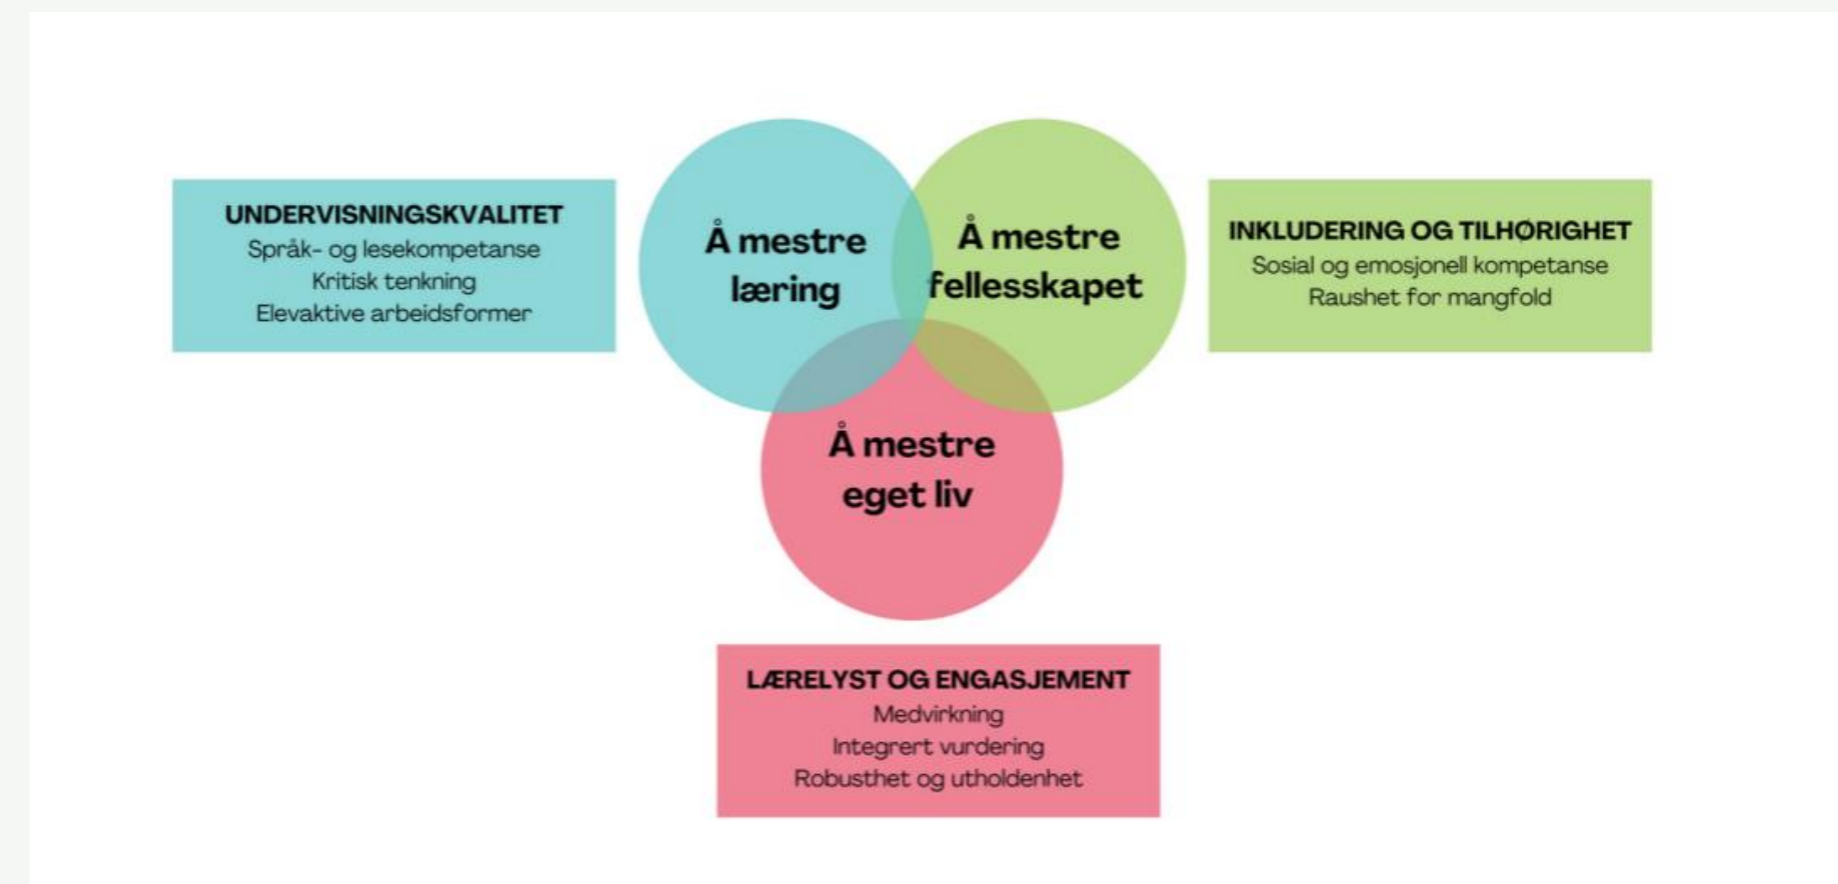 UNDERVISNINGSKVALITET
Språk- og lesekompetanse
Kritisk tenkning
Elevaktive arbeidsformer
Å mestre
læring
Å mestre
fellesskapet
INKLUDERING OG TILHØRIGHET
Sosial og emosjonell kompetanse
Raushet for mangfold
Å mestre
eget liv
LÆRELYST OG ENGASJEMENT
Medvirkning
Integrert vurdering
Robusthet og utholdenhet